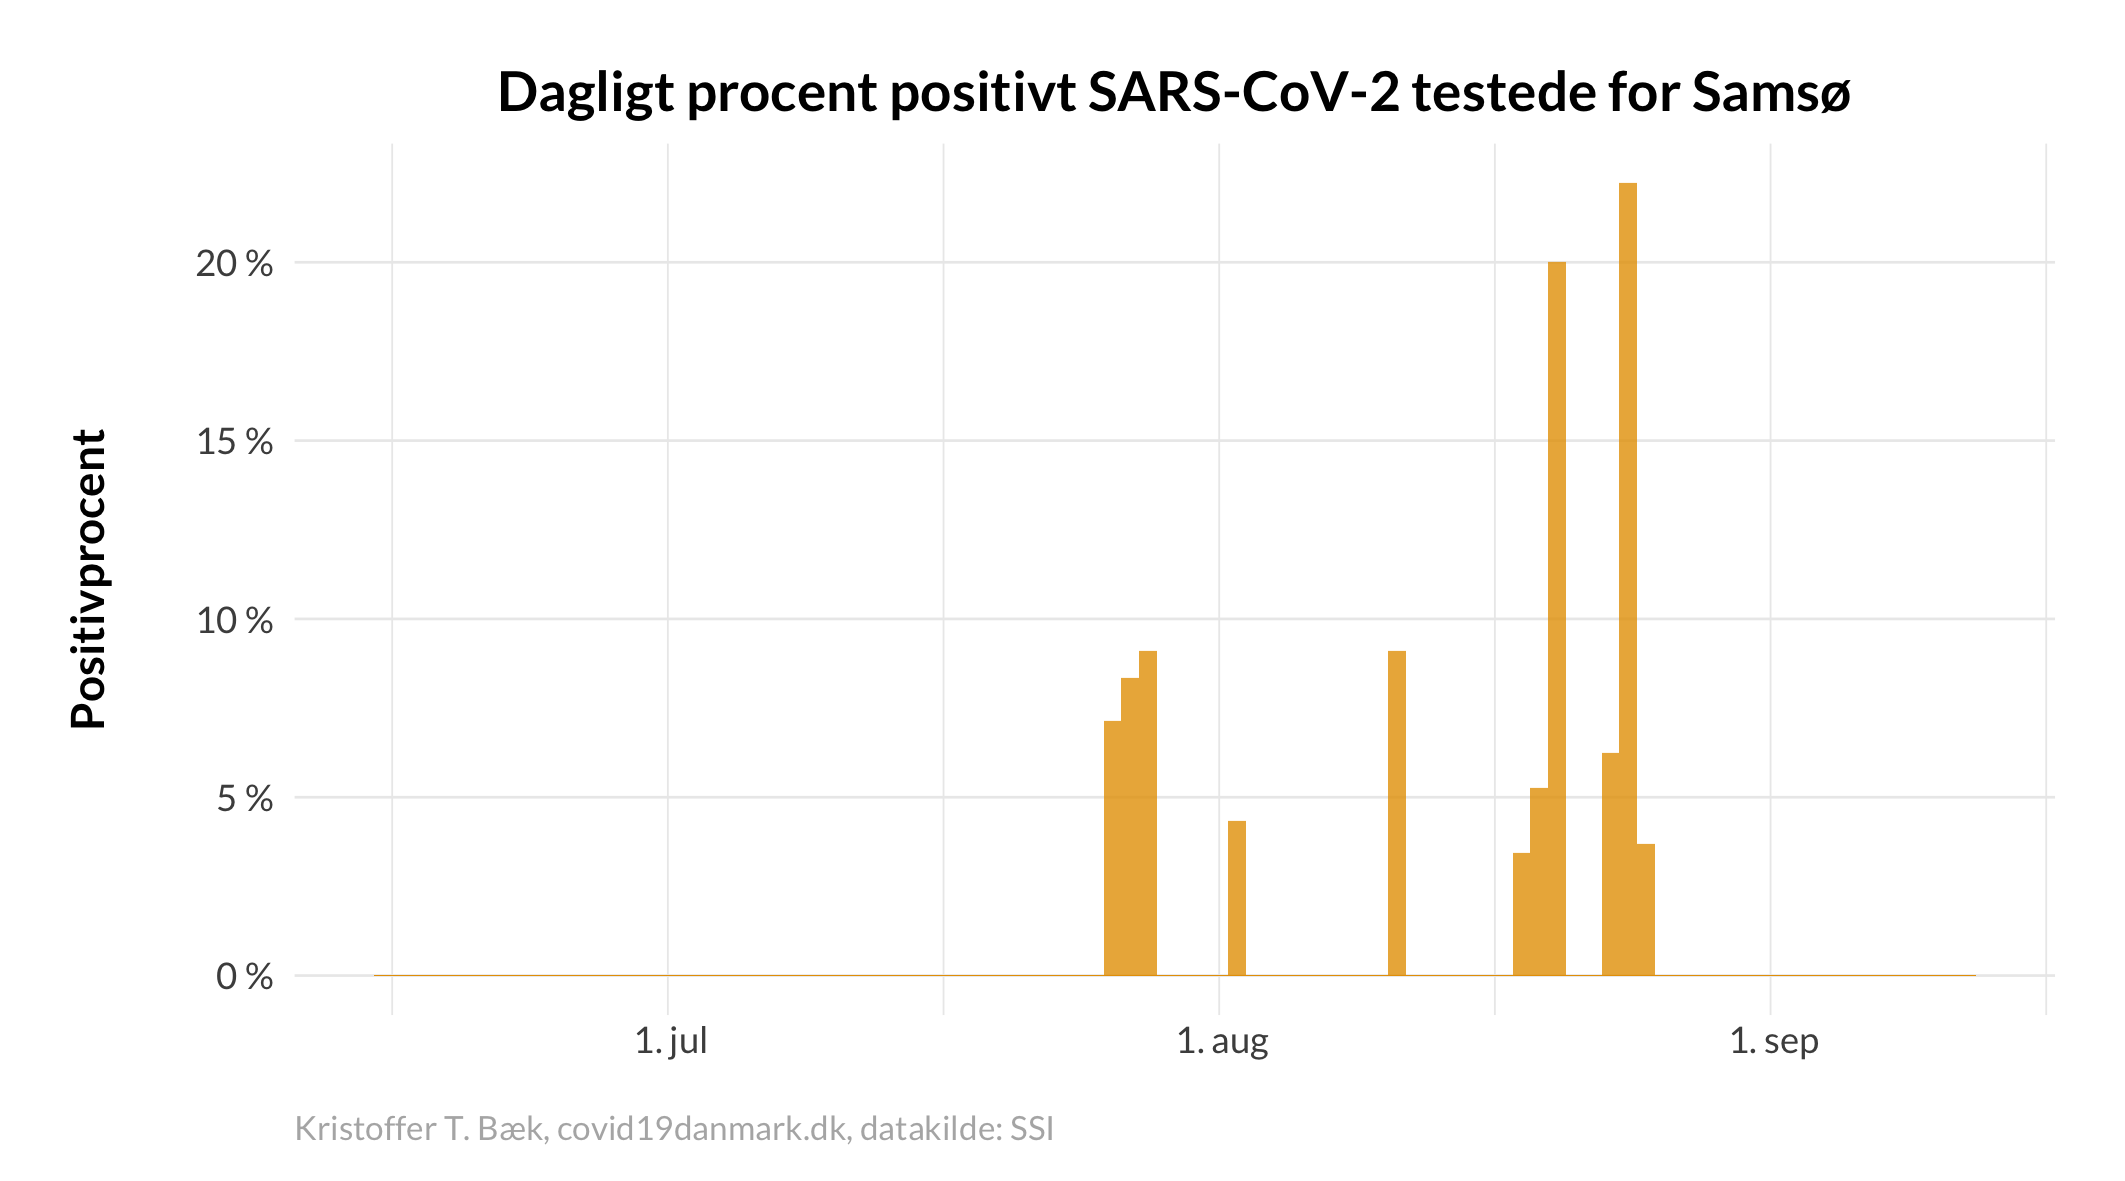 Dagligt procent positivt SARS-CoV-2 testede for Samsø
Positivprocent
20 %
15 %
10 %
5 %
0 %
1. jul
1. aug
1. sep
Kristoffer T. Bæk, covid19danmark.dk, datakilde: SSI